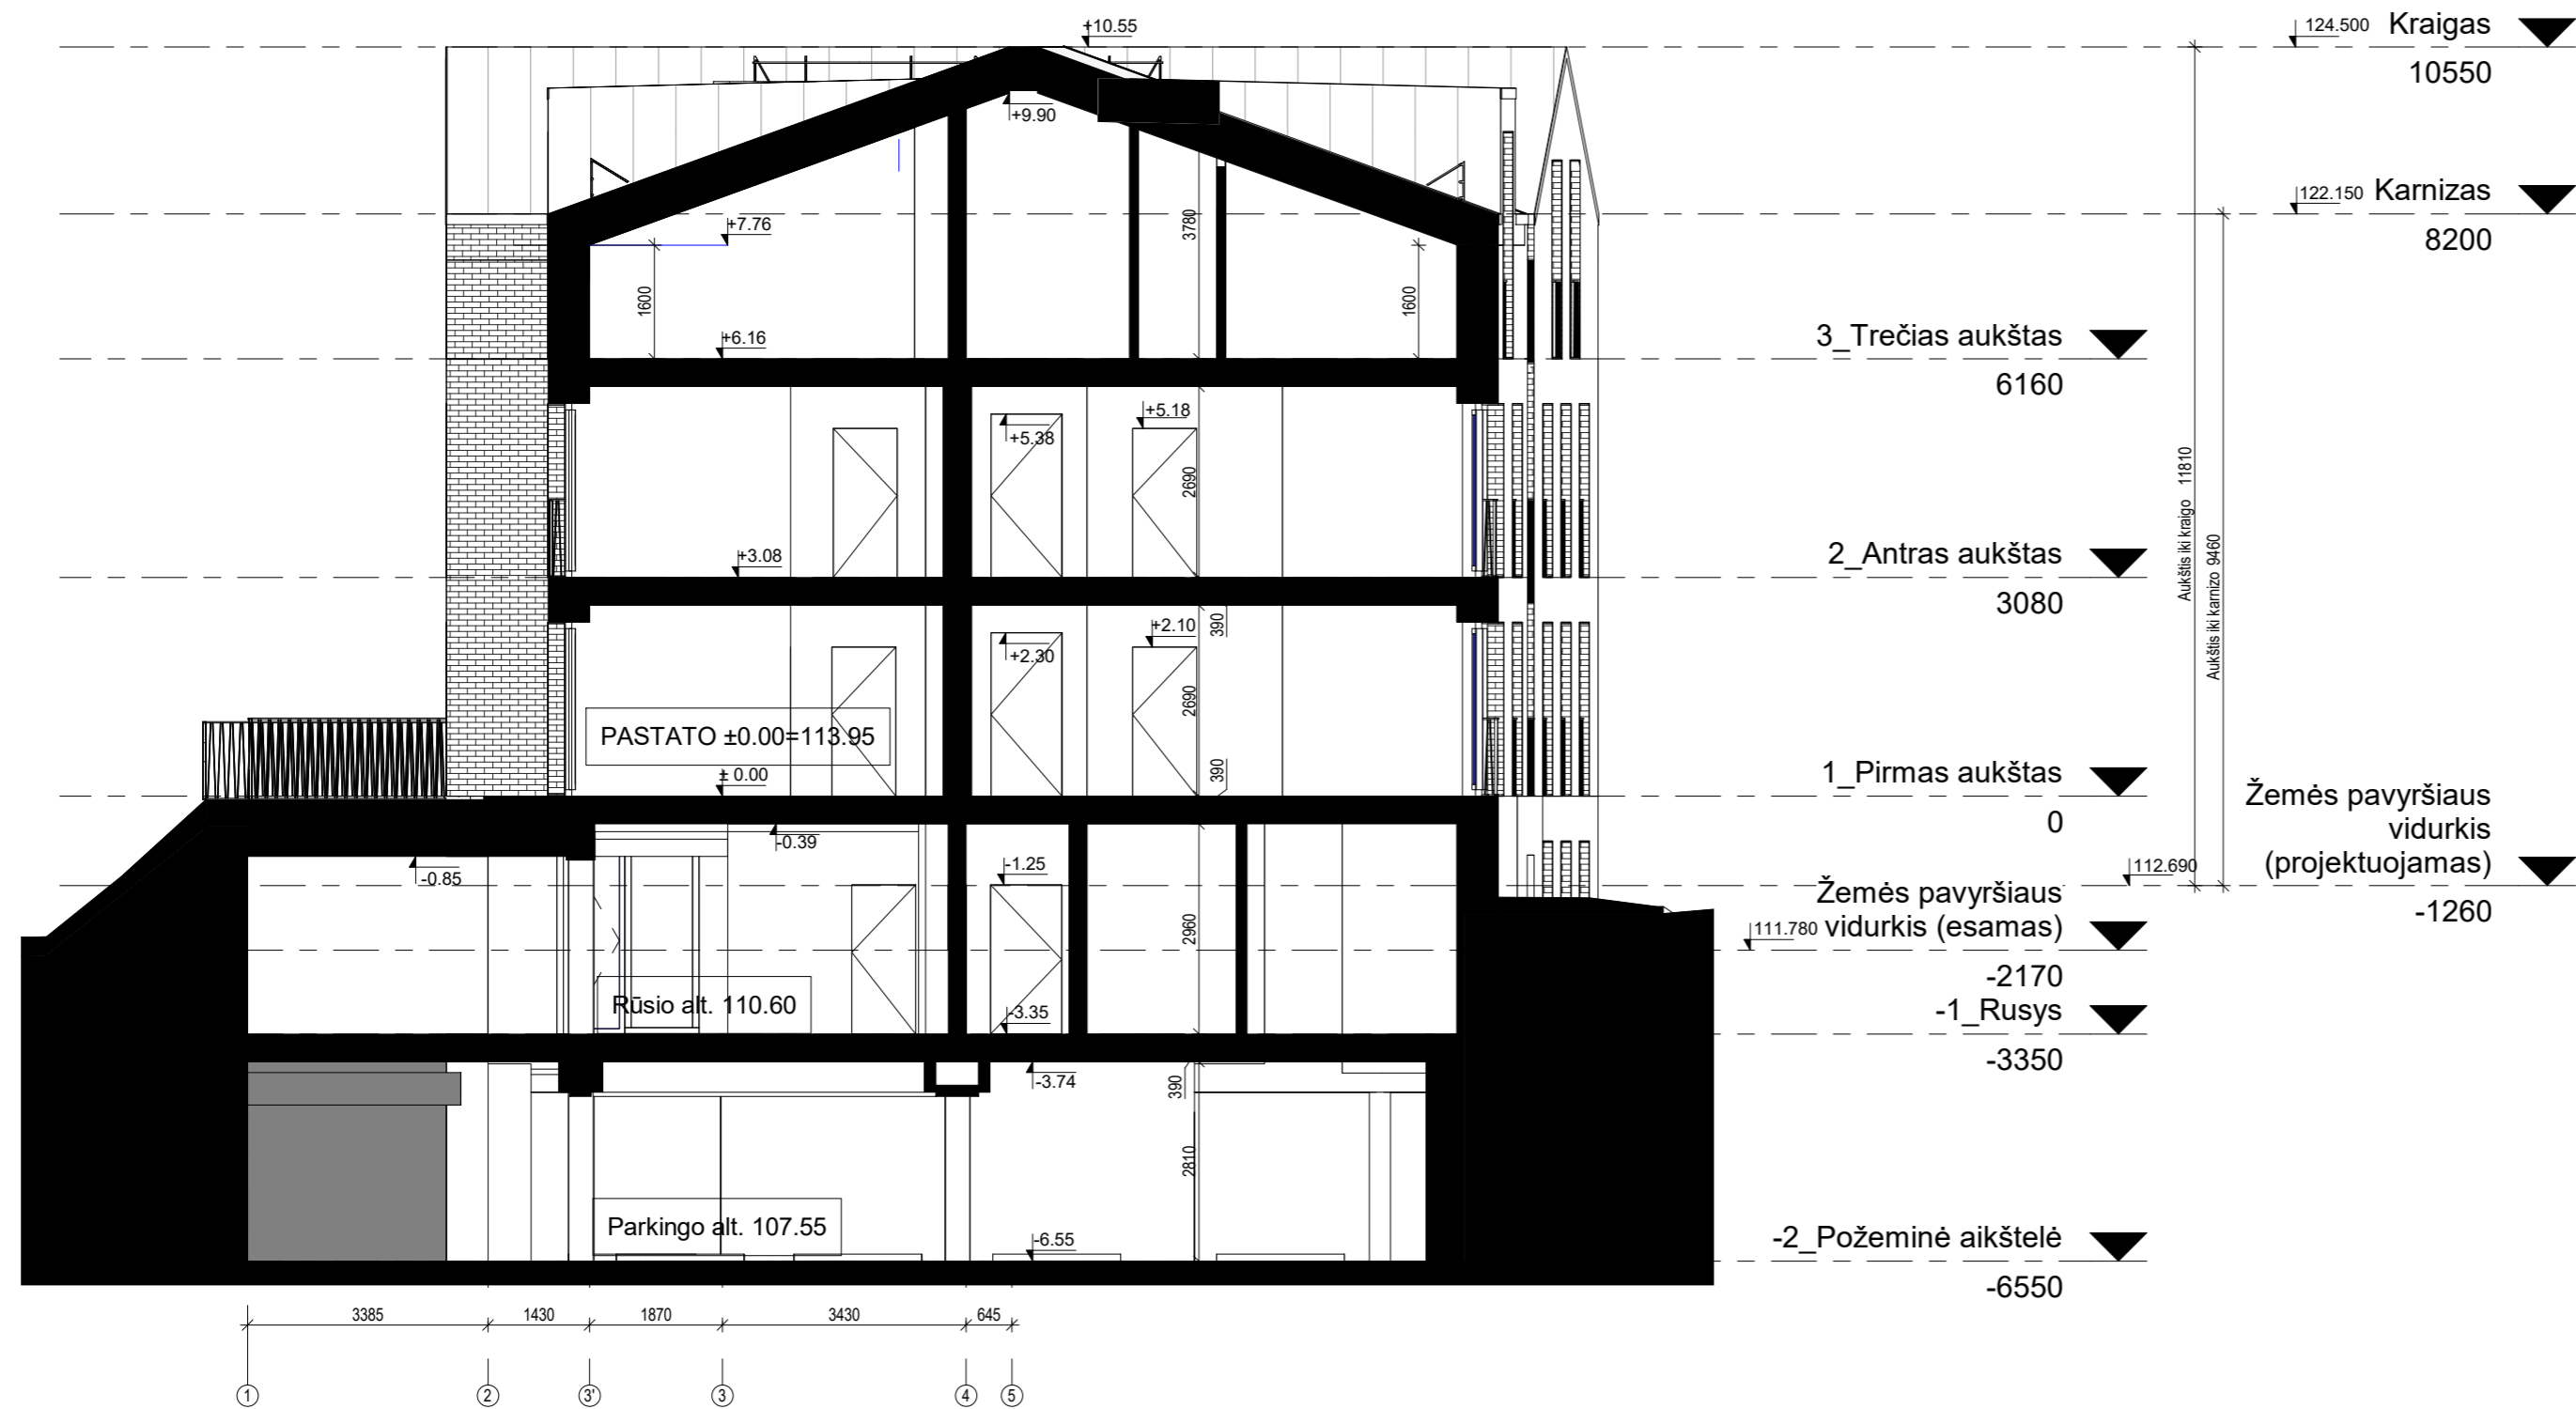 +10.55
124.500 Kraigas
10550
+9.90
122.150 Karnizas
8200
+7.76
3780
1600
1600
+6.16
3_Trečias aukštas
6160
+5.38
+5.18
2690
Aukštis iki kraigo 11810
Aukštis iki karnizo 9460
+3.08
2_Antras aukštas
3080
390
+2.30
+2.10
2690
PASTATO ±0.00=113.95
± 0.00
390
1_Pirmas aukštas
0
Žemės pavyršiaus
vidurkis
(projektuojamas)
112.690
-1260
-0.39
-0.85
-1.25
Žemės pavyršiaus
vidurkis (esamas)
111.780
-2170
2960
Rūsio alt. 110.60
-3.35
-1_Rusys
-3350
-3.74
390
2810
Parkingo alt. 107.55
-6.55
-2_Požeminė aikštelė
-6550
3385 1430 1870 3430 645
1 2 3' 3 4 5